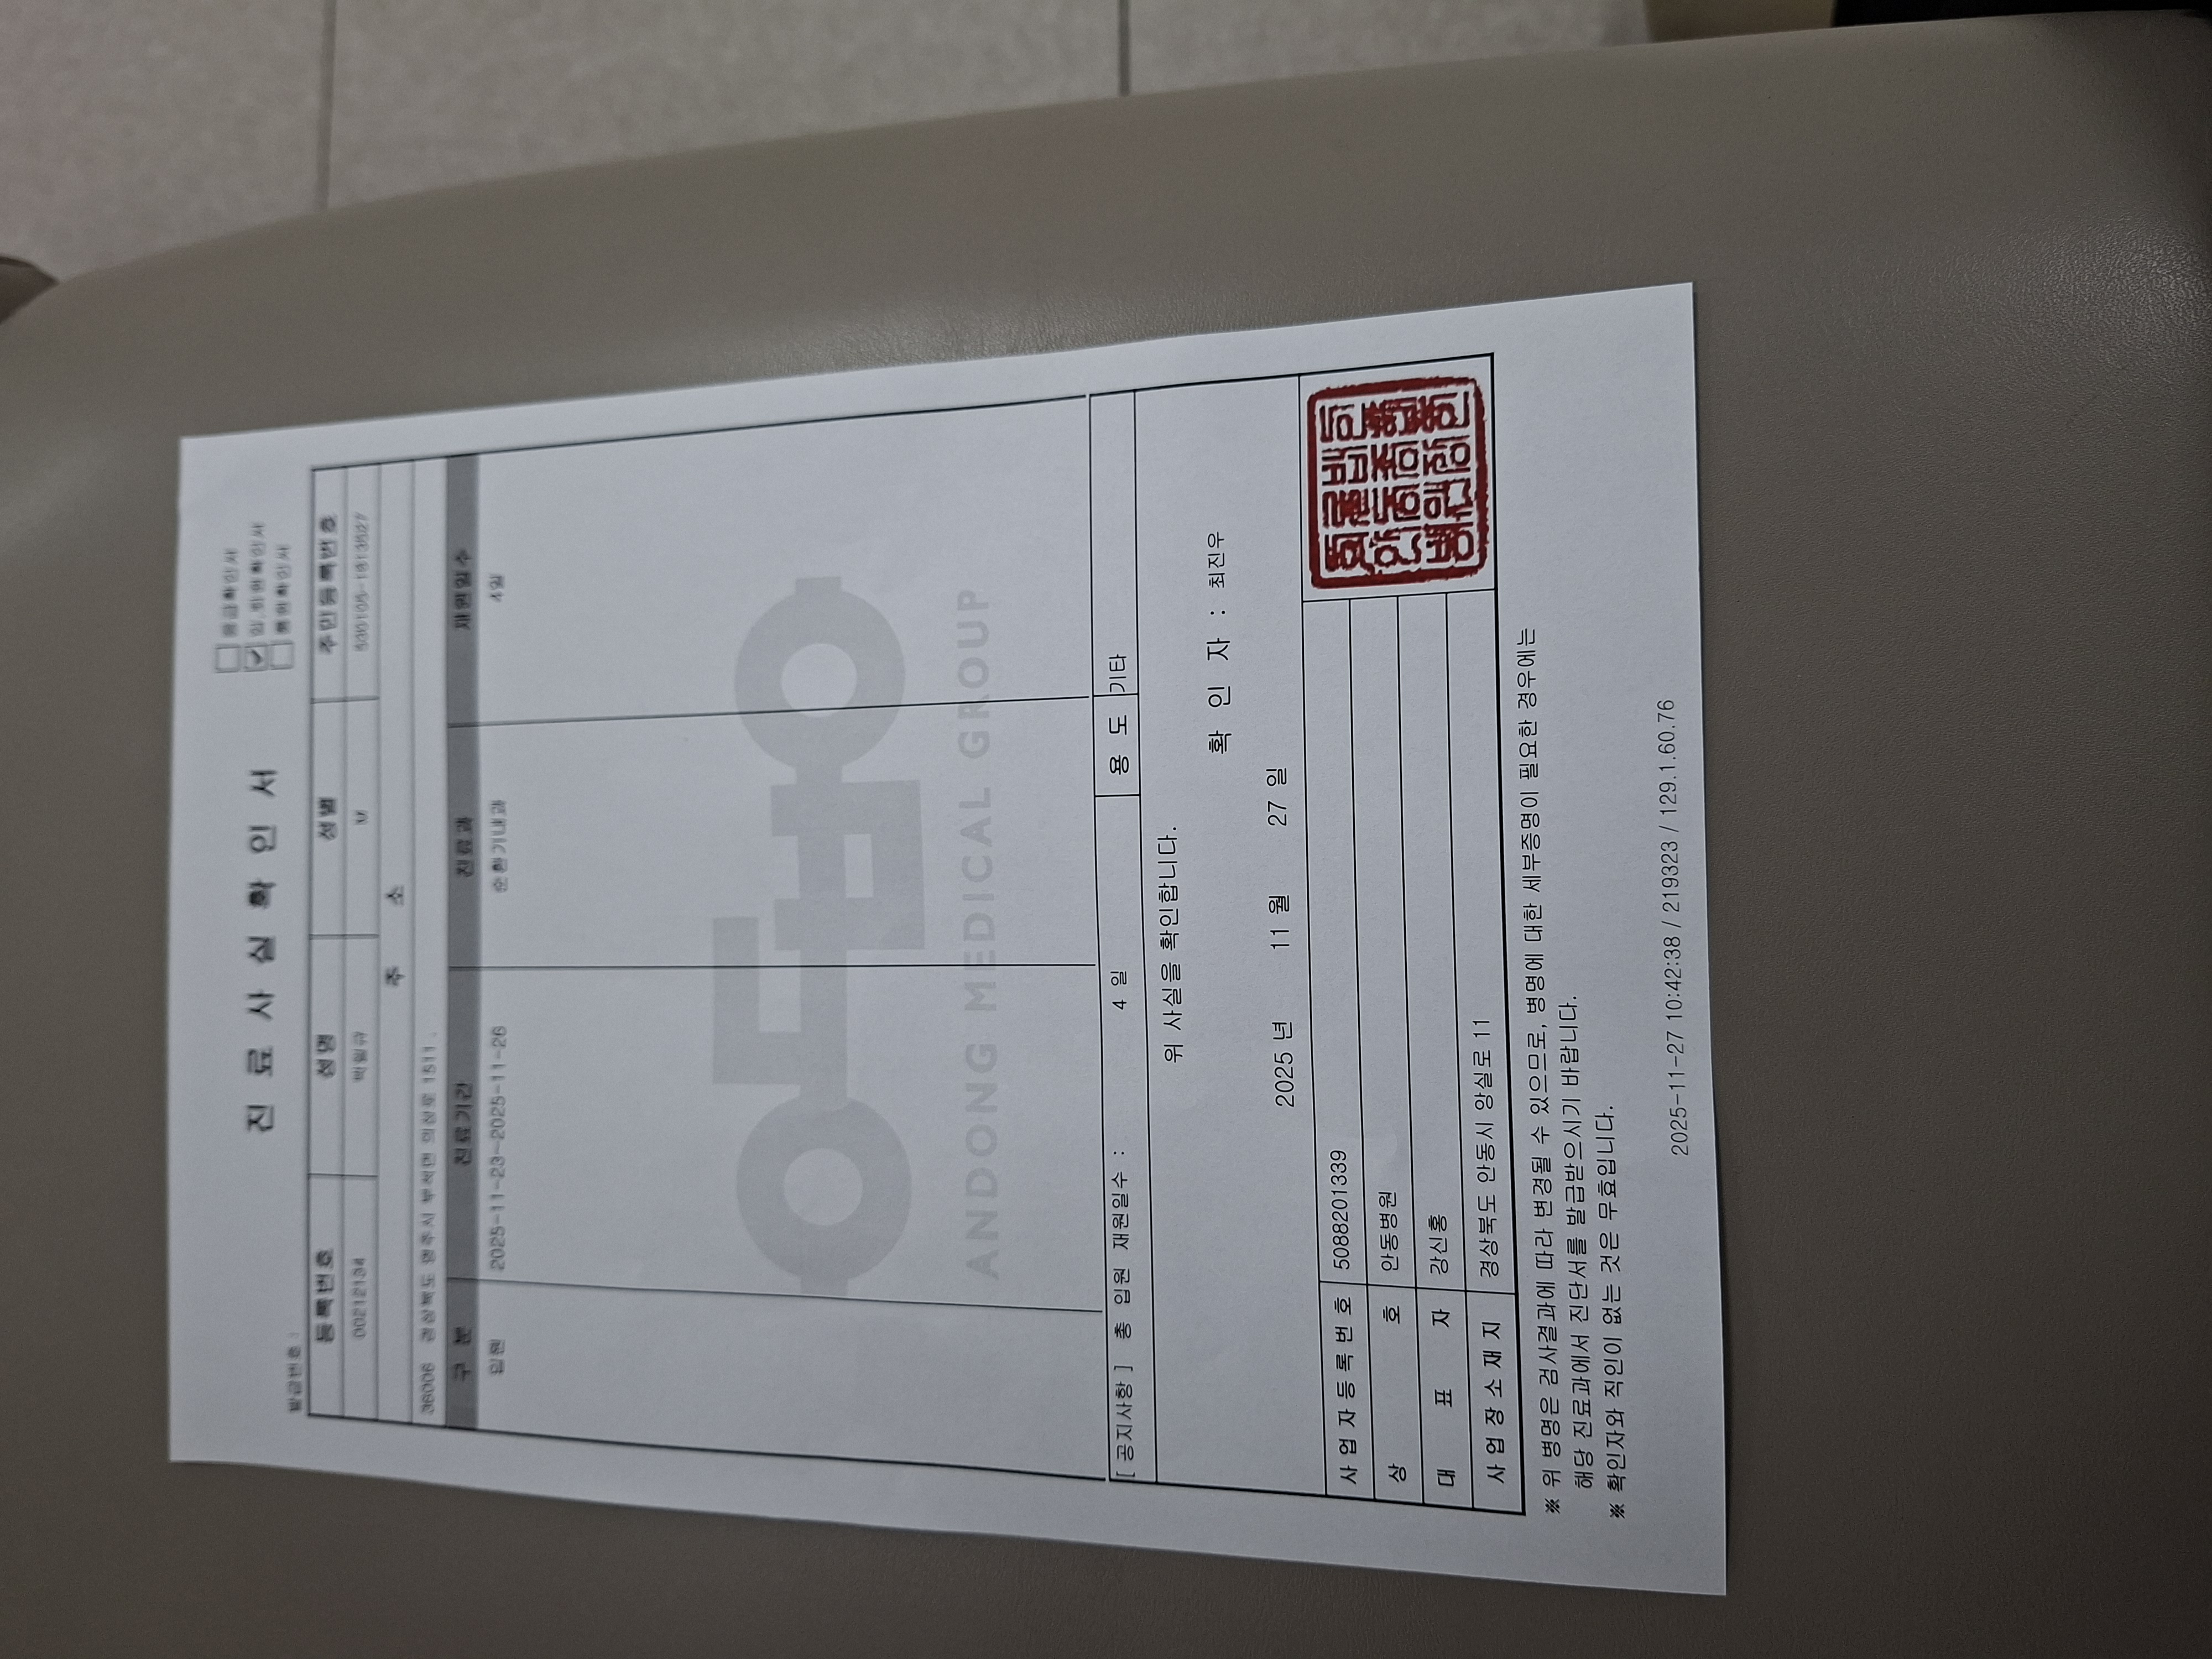 진 료 사 실 확 인 서
응급확인서
✓ 입.퇴원확인서
통원확인서
발급번호 :
등록번호 성명 성별 주민등록번호
00212134 M
주 소
36006 경상북도 영주시 부석면 의상로 1511,
구 분 진료기간 진료과 재원일수
입원 2025-11-23~2025-11-26 순환기내과 4일
ANDONG MEDICAL GROUP
[ 공지사항 ] 총 입원 재원일수 : 4 일 용 도 기타
위 사실을 확인합니다.
확 인 자 : 최진우
2025 년 11 월 27 일
사 업 자 등 록 번 호 5088201339
상 호 안동병원
대 표 자 강신홍
사 업 장 소 재 지 경상북도 안동시 앙실로 11
※ 위 병명은 검사결과에 따라 변경될 수 있으므로, 병명에 대한 세부증명이 필요한 경우에는
해당 진료과에서 진단서를 발급받으시기 바랍니다.
※ 확인자와 직인이 없는 것은 무효입니다.
2025-11-27 10:42:38 / 219323 / 129.1.60.76